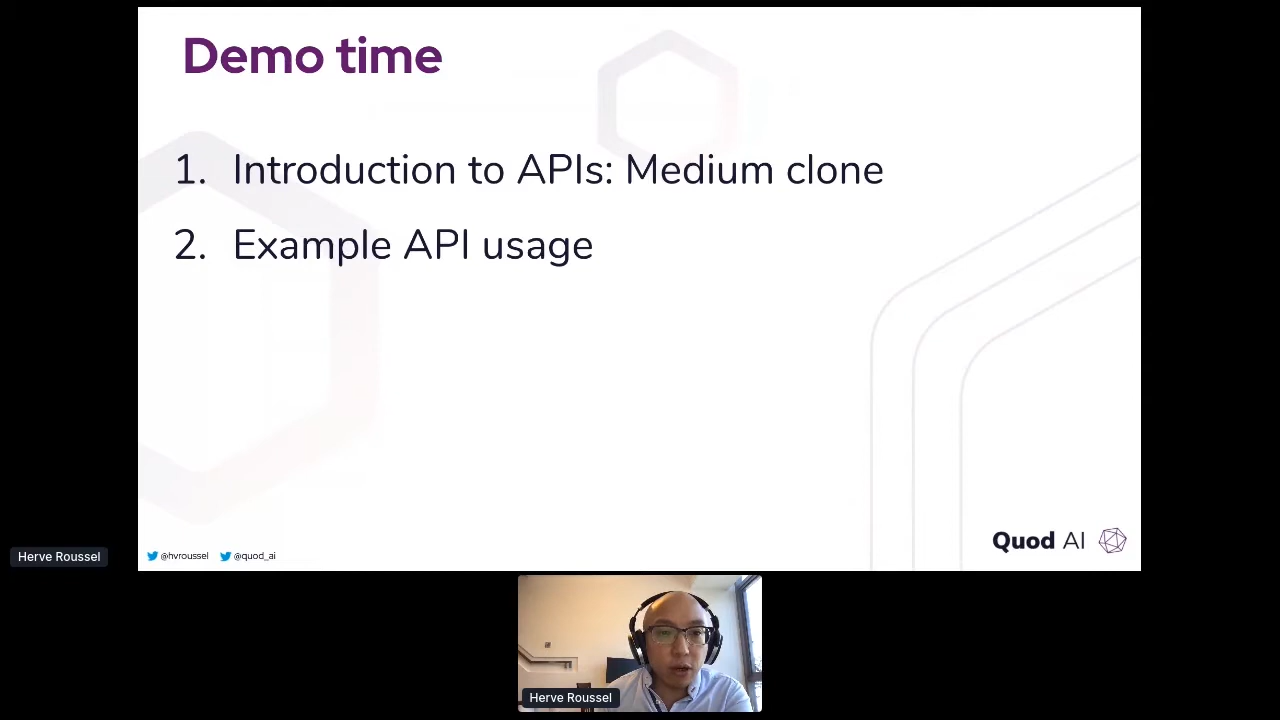 Demo time
1. Introduction to APIs: Medium clone
2. Example API usage
@hvroussel @quod_ai
Quod AI
Herve Roussel
Herve Roussel